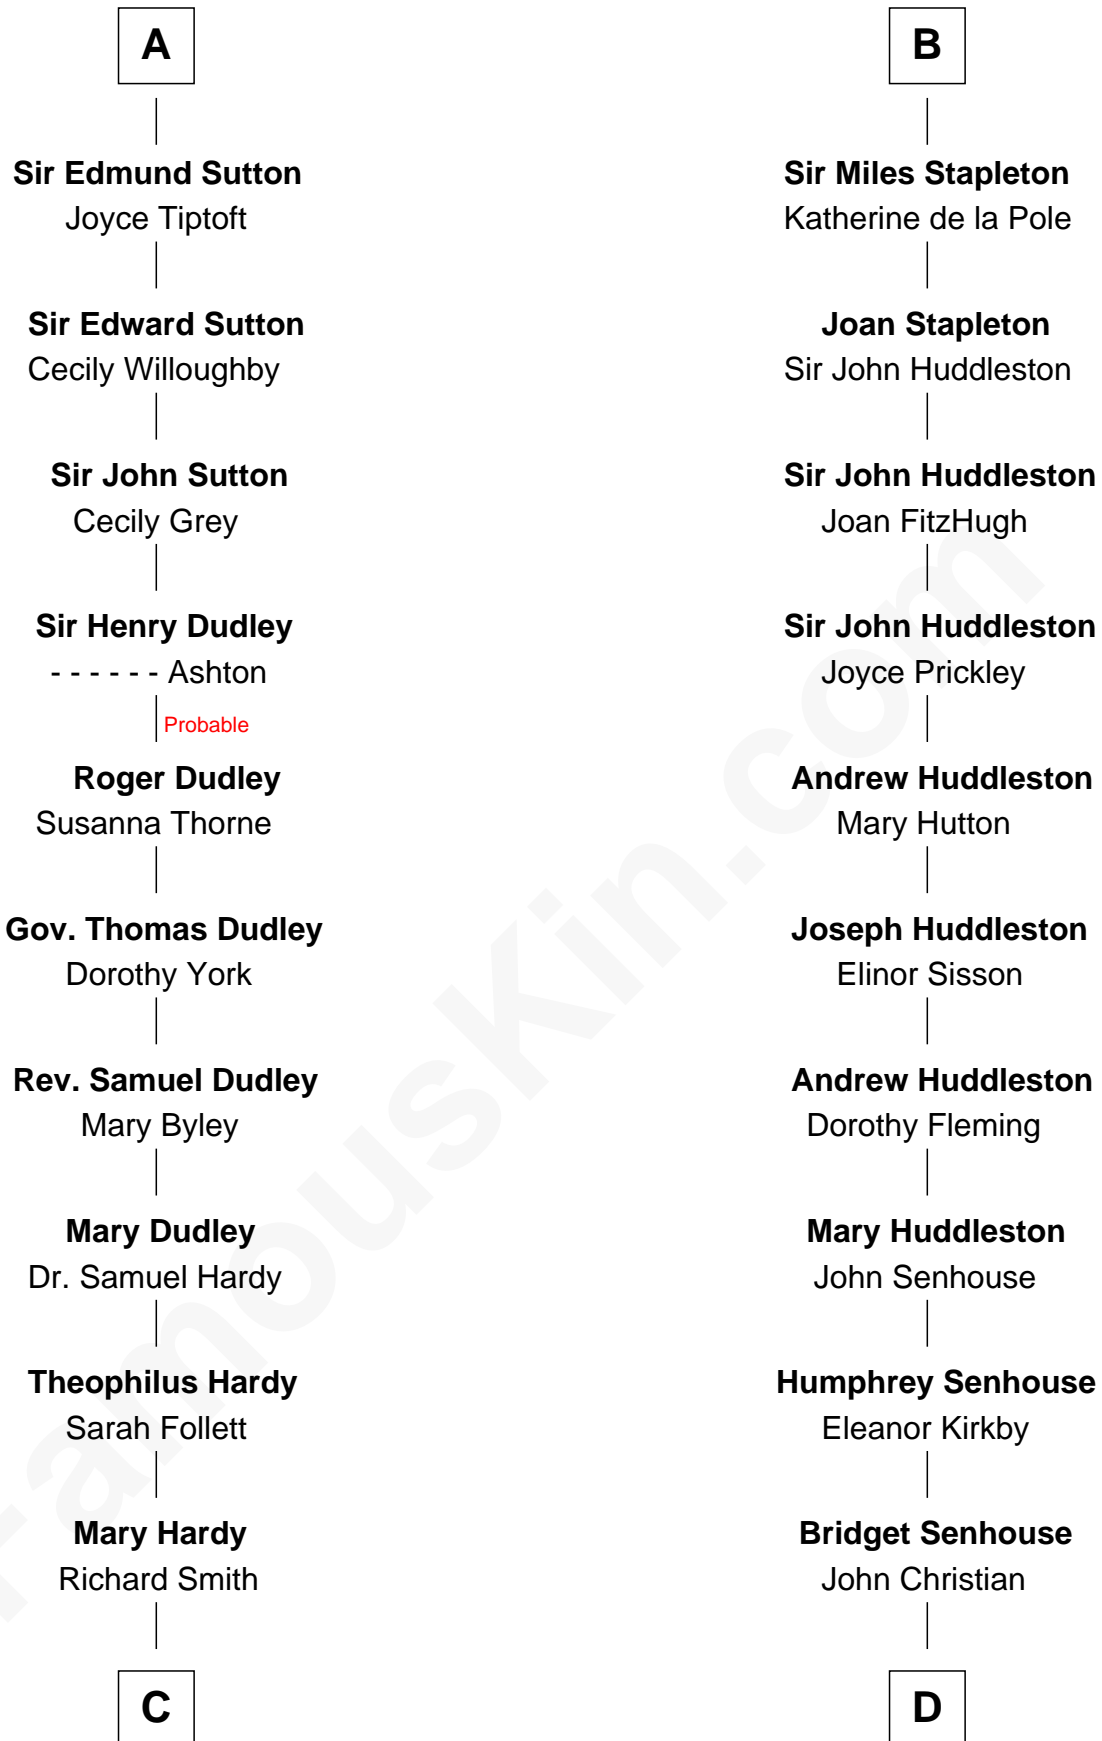 A
Sir Edmund Sutton
Joyce Tiptoft
Sir Edward Sutton
Cecily Willoughby
Sir John Sutton
Cecily Grey
Sir Henry Dudley
- - - - - - Ashton
Probable
Roger Dudley
Susanna Thorne
Gov. Thomas Dudley
Dorothy York
Rev. Samuel Dudley
Mary Byley
Mary Dudley
Dr. Samuel Hardy
Theophilus Hardy
Sarah Follett
Mary Hardy
Richard Smith
C
B
Sir Miles Stapleton
Katherine de la Pole
Joan Stapleton
Sir John Huddleston
Sir John Huddleston
Joan FitzHugh
Sir John Huddleston
Joyce Prickley
Andrew Huddleston
Mary Hutton
Joseph Huddleston
Elinor Sisson
Andrew Huddleston
Dorothy Fleming
Mary Huddleston
John Senhouse
Humphrey Senhouse
Eleanor Kirkby
Bridget Senhouse
John Christian
D
FamousKin.com